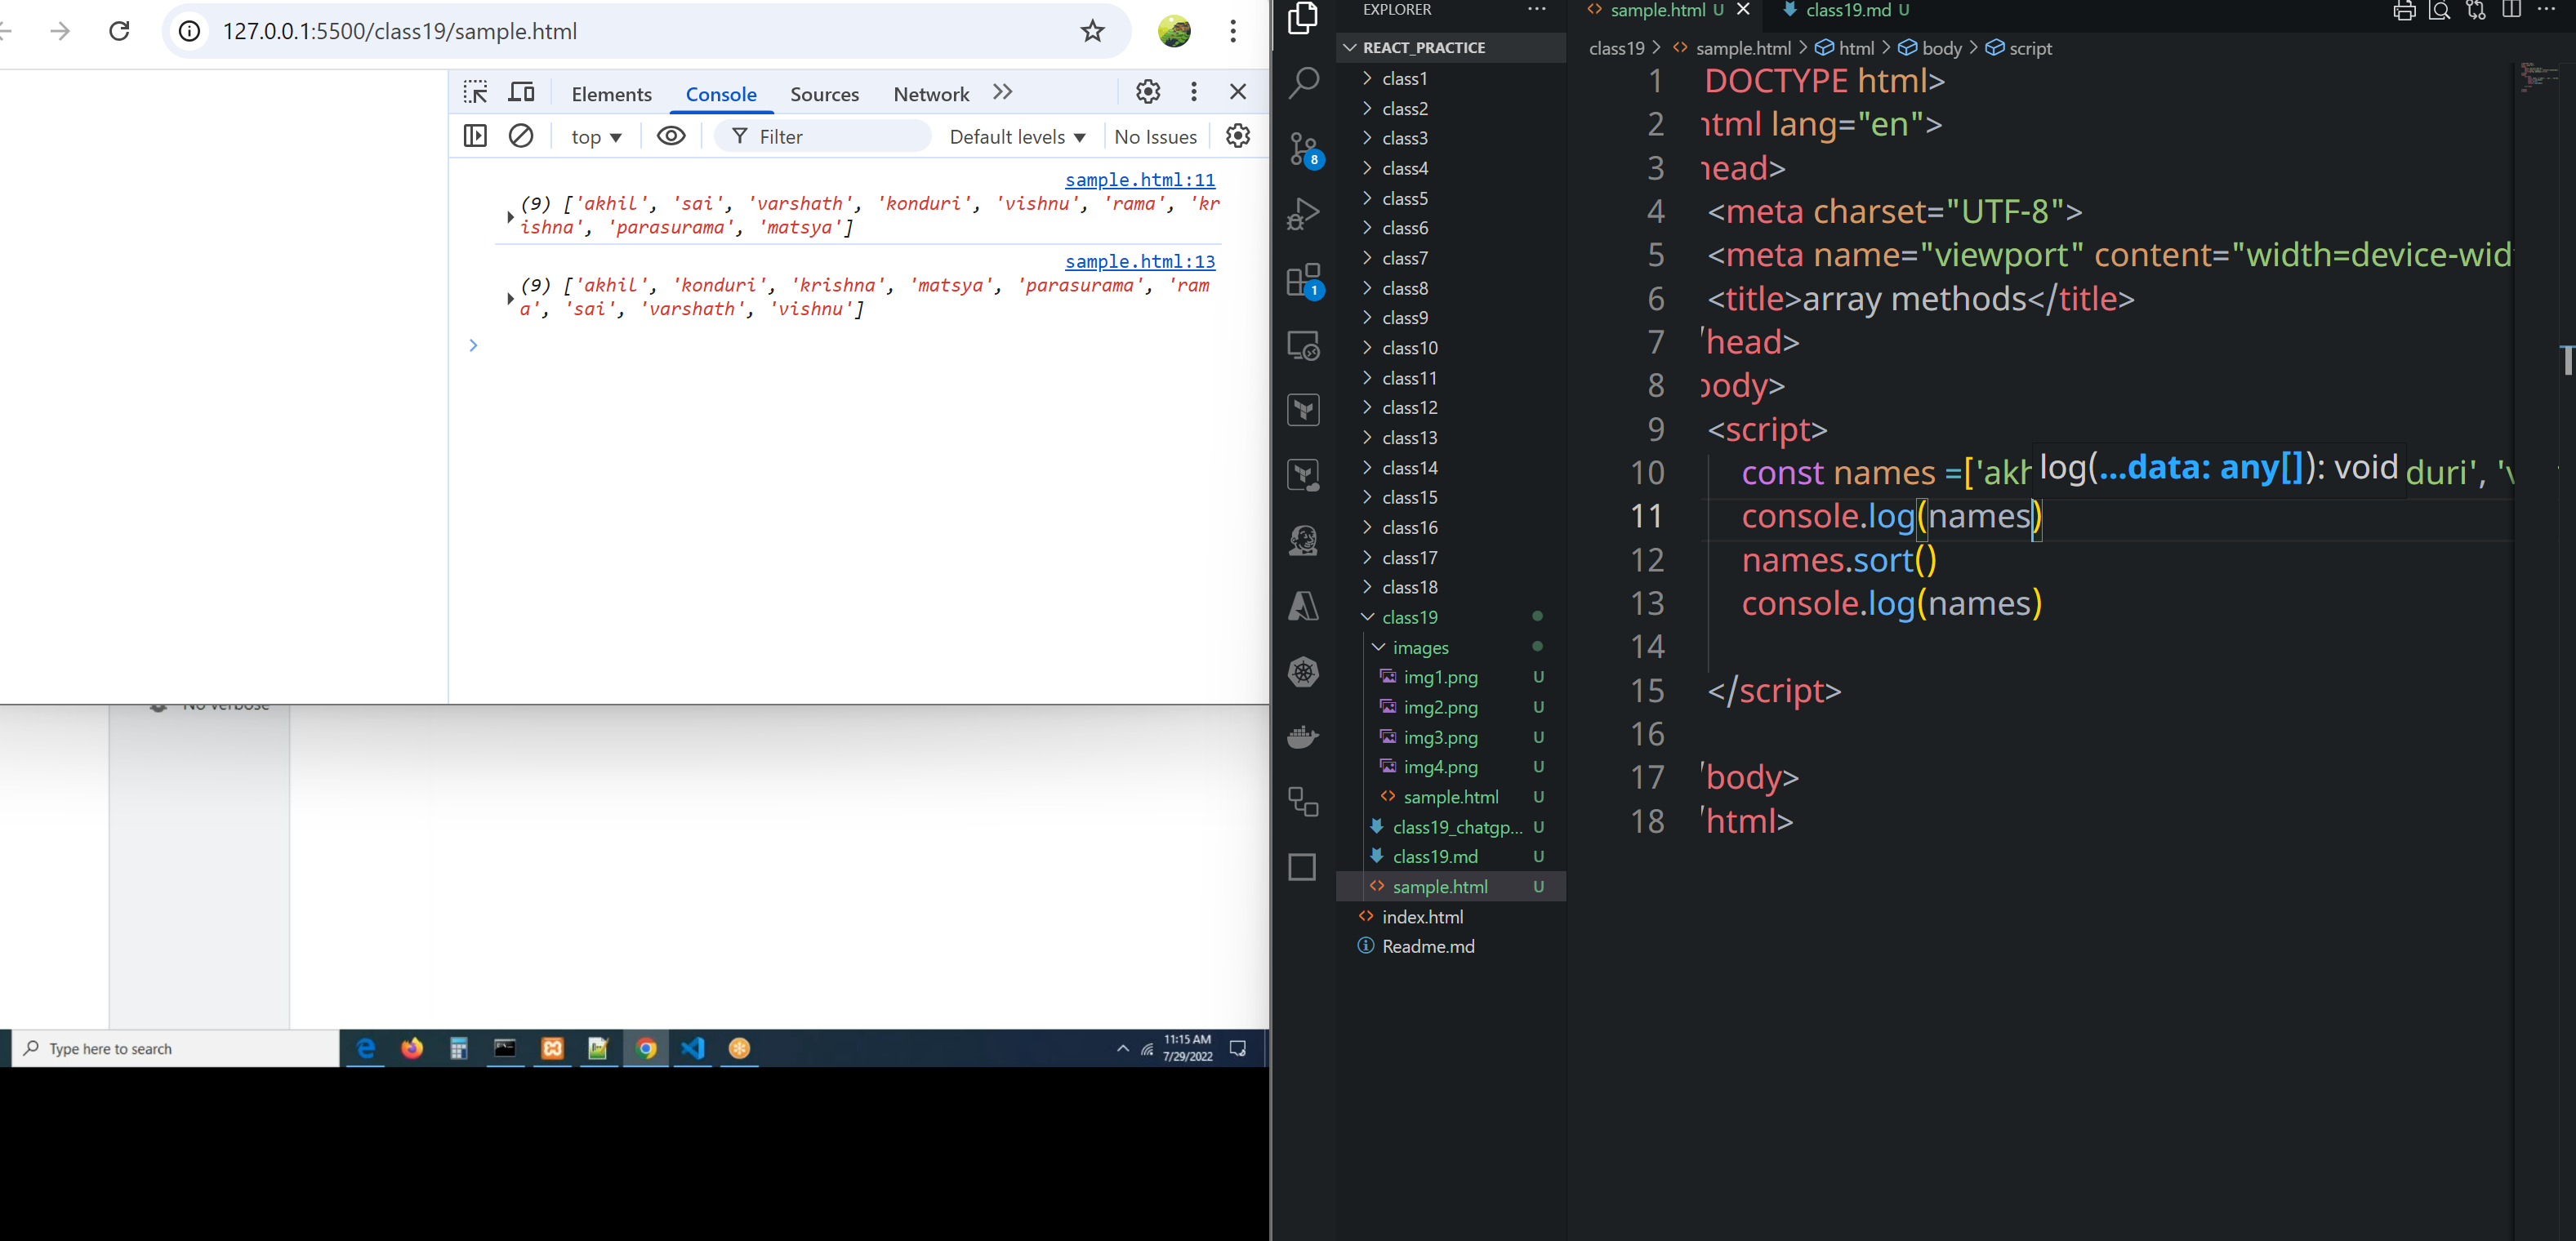 127.0.0.1:5500/class19/sample.html
Elements Console Sources Network
top Filter Default levels No Issues
sample.html:11
(9) ['akhil', 'sai', 'varshath', 'konduri', 'vishnu', 'rama', 'kr
ishna', 'parasurama', 'matsya']
sample.html:13
(9) ['akhil', 'konduri', 'krishna', 'matsya', 'parasurama', 'ram
a', 'sai', 'varshath', 'vishnu']
No verbose
Type here to search
11:15 AM
7/29/2022
8
1
EXPLORER
REACT_PRACTICE
class1
class2
class3
class4
class5
class6
class7
class8
class9
class10
class11
class12
class13
class14
class15
class16
class17
class18
class19
images
img1.png U
img2.png U
img3.png U
img4.png U
sample.html U
class19_chatgp... U
class19.md U
sample.html U
index.html
Readme.md
sample.html U class19.md U
class19 > sample.html > html > body > script
1 DOCTYPE html>
2 html lang="en">
3 head>
4 <meta charset="UTF-8">
5 <meta name="viewport" content="width=device-wid
6 <title>array methods</title>
7 /head>
8 body>
9 <script>
10 const names =['akh log(...data: any[]): void duri', 'v
11 console.log(names)
12 names.sort()
13 console.log(names)
14
15 </script>
16
17 /body>
18 /html>